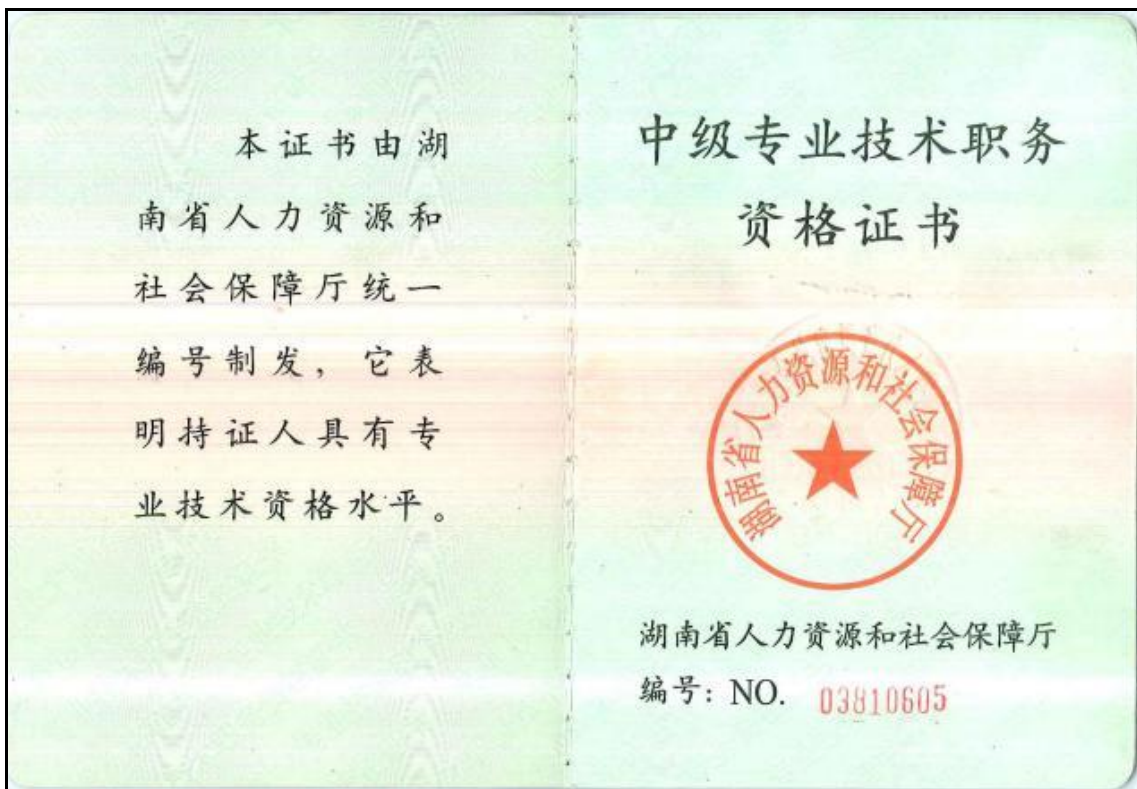 本证书由湖
南省人力资源和
社会保障厅统一
编号制发，它表
明持证人具有专
业技术资格水平。
中级专业技术职务
资格证书
湖南省人力资源和社会保障厅
湖南省人力资源和社会保障厅
编号：NO. 03810605